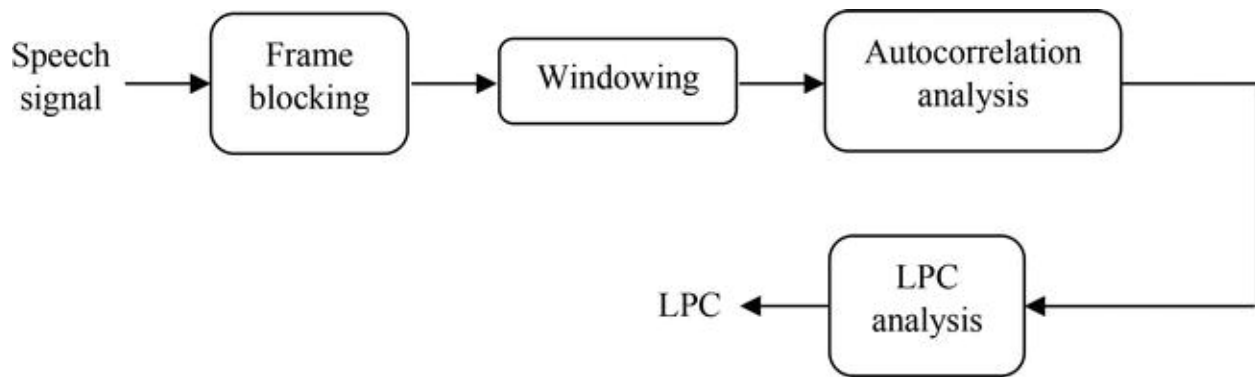 Speech
signal
Frame
blocking
Windowing
Autocorrelation
analysis
LPC
analysis
LPC